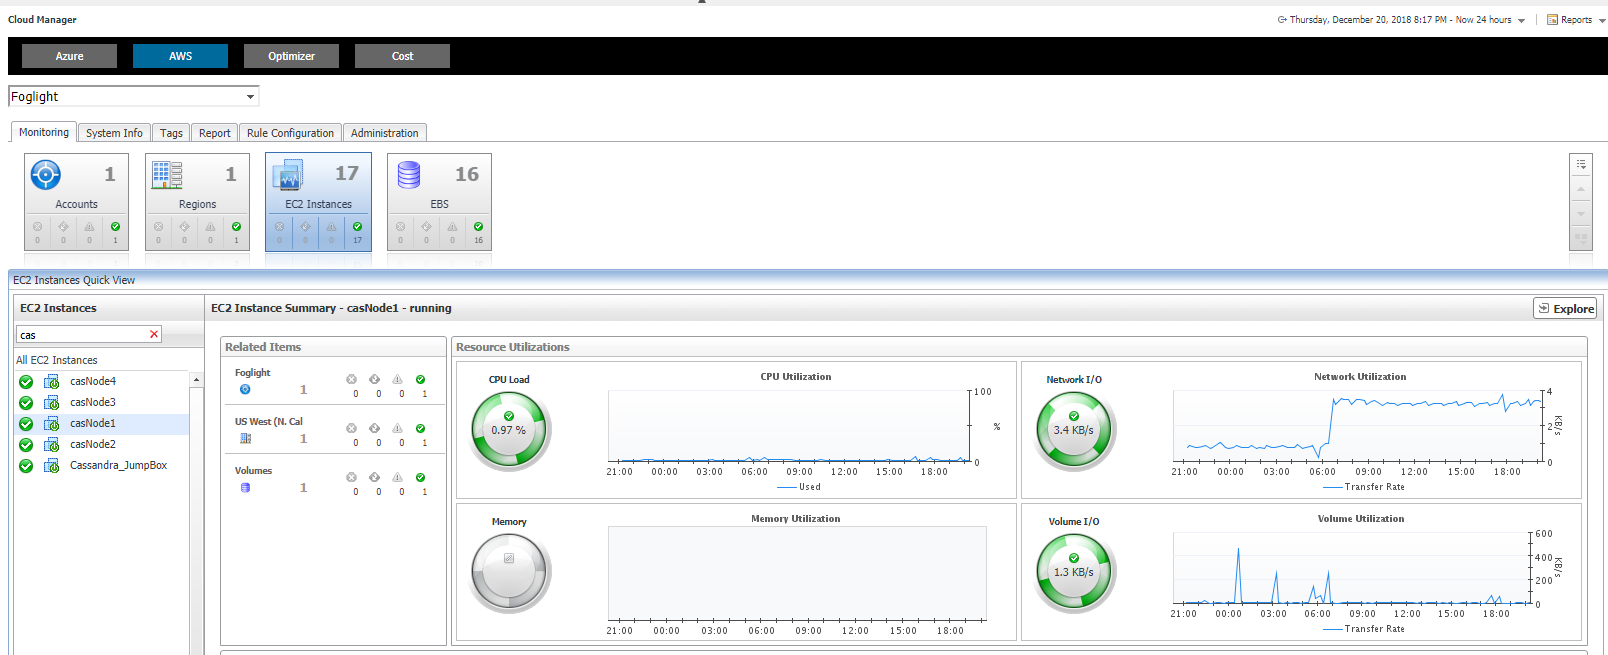 Cloud Manager
Thursday, December 20, 2018 8:17 PM - Now 24 hours
Reports
Azure
AWS
Optimizer
Cost
Foglight
Monitoring
System Info
Tags
Report
Rule Configuration
Administration
1
Accounts
0 0 0 1
1
Regions
0 0 0 1
17
EC2 Instances
0 0 0 17
16
EBS
0 0 0 16
EC2 Instances Quick View
EC2 Instances
cas
All EC2 Instances
casNode4
casNode3
casNode1
casNode2
Cassandra_JumpBox
EC2 Instance Summary - casNode1 - running
Explore
Related Items
Foglight
1
0 0 0 1
US West (N. Cal
1
0 0 0 1
Volumes
1
0 0 0 1
Resource Utilizations
CPU Load
0.97 %
CPU Utilization
100
%
0
21:00 00:00 03:00 06:00 09:00 12:00 15:00 18:00
Used
Network I/O
3.4 KB/s
Network Utilization
4
2
0
KB/s
21:00 00:00 03:00 06:00 09:00 12:00 15:00 18:00
Transfer Rate
Memory
Memory Utilization
21:00 00:00 03:00 06:00 09:00 12:00 15:00 18:00
Volume I/O
1.3 KB/s
Volume Utilization
600
400
200
0
KB/s
21:00 00:00 03:00 06:00 09:00 12:00 15:00 18:00
Transfer Rate